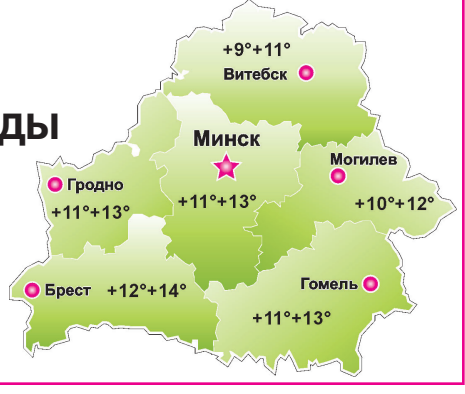 +9°+11°
Витебск
ДЫ
Минск
Могилев
Гродно
+11°+13°
+11°+13°
+10°+12°
Брест +12°+14°
Гомель
+11°+13°